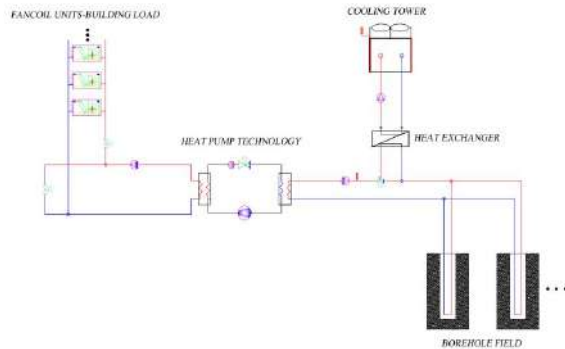 FANCOIL UNITS-BUILDING LOAD
COOLING TOWER
HEAT PUMP TECHNOLOGY
HEAT EXCHANGER
BOREHOLE FIELD